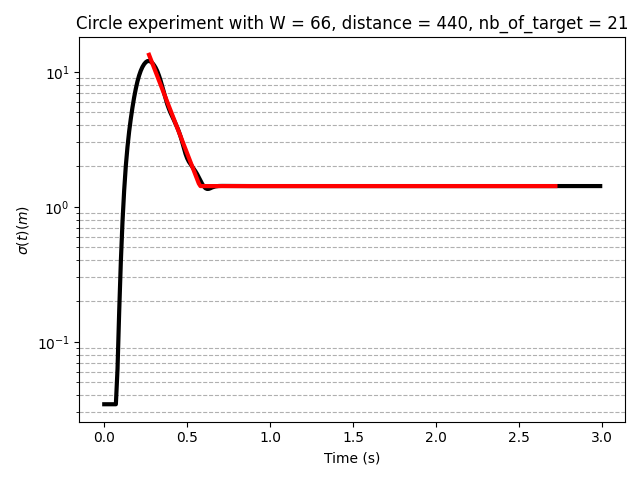 Circle experiment with W = 66, distance = 440, nb_of_target = 21
10¹
10⁰
10⁻¹
σ(t)(m)
0.0 0.5 1.0 1.5 2.0 2.5 3.0
Time (s)